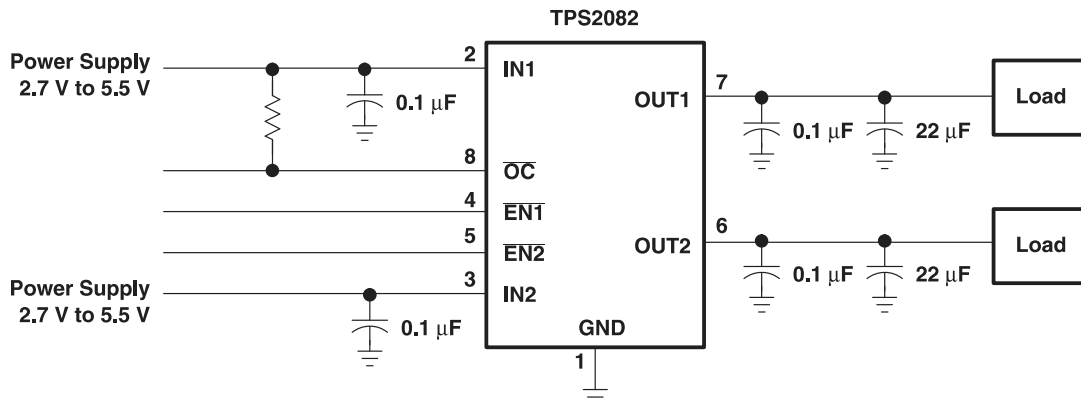 TPS2082
Power Supply
2.7 V to 5.5 V
2
IN1
0.1 μF
OUT1
7
0.1 μF
22 μF
Load
8
OC
4
EN1
5
EN2
OUT2
6
0.1 μF
22 μF
Load
Power Supply
2.7 V to 5.5 V
3
IN2
0.1 μF
GND
1